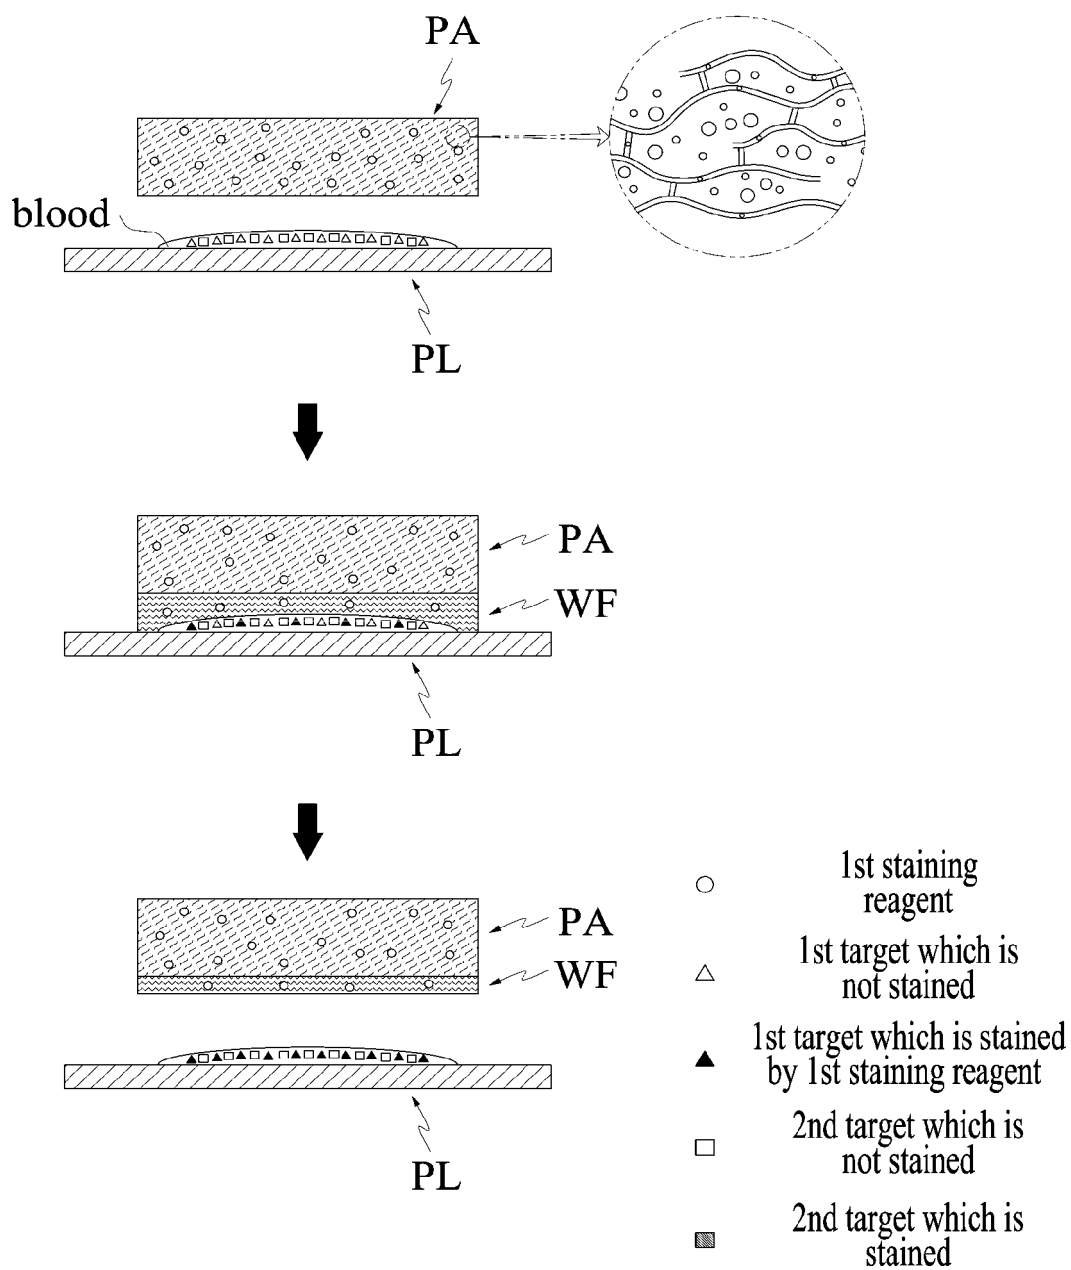 PA
blood
PL
PA
WF
PL
PA
WF
PL
1st staining
reagent
1st target which is
not stained
1st target which is stained
by 1st staining reagent
2nd target which is
not stained
2nd target which is
stained